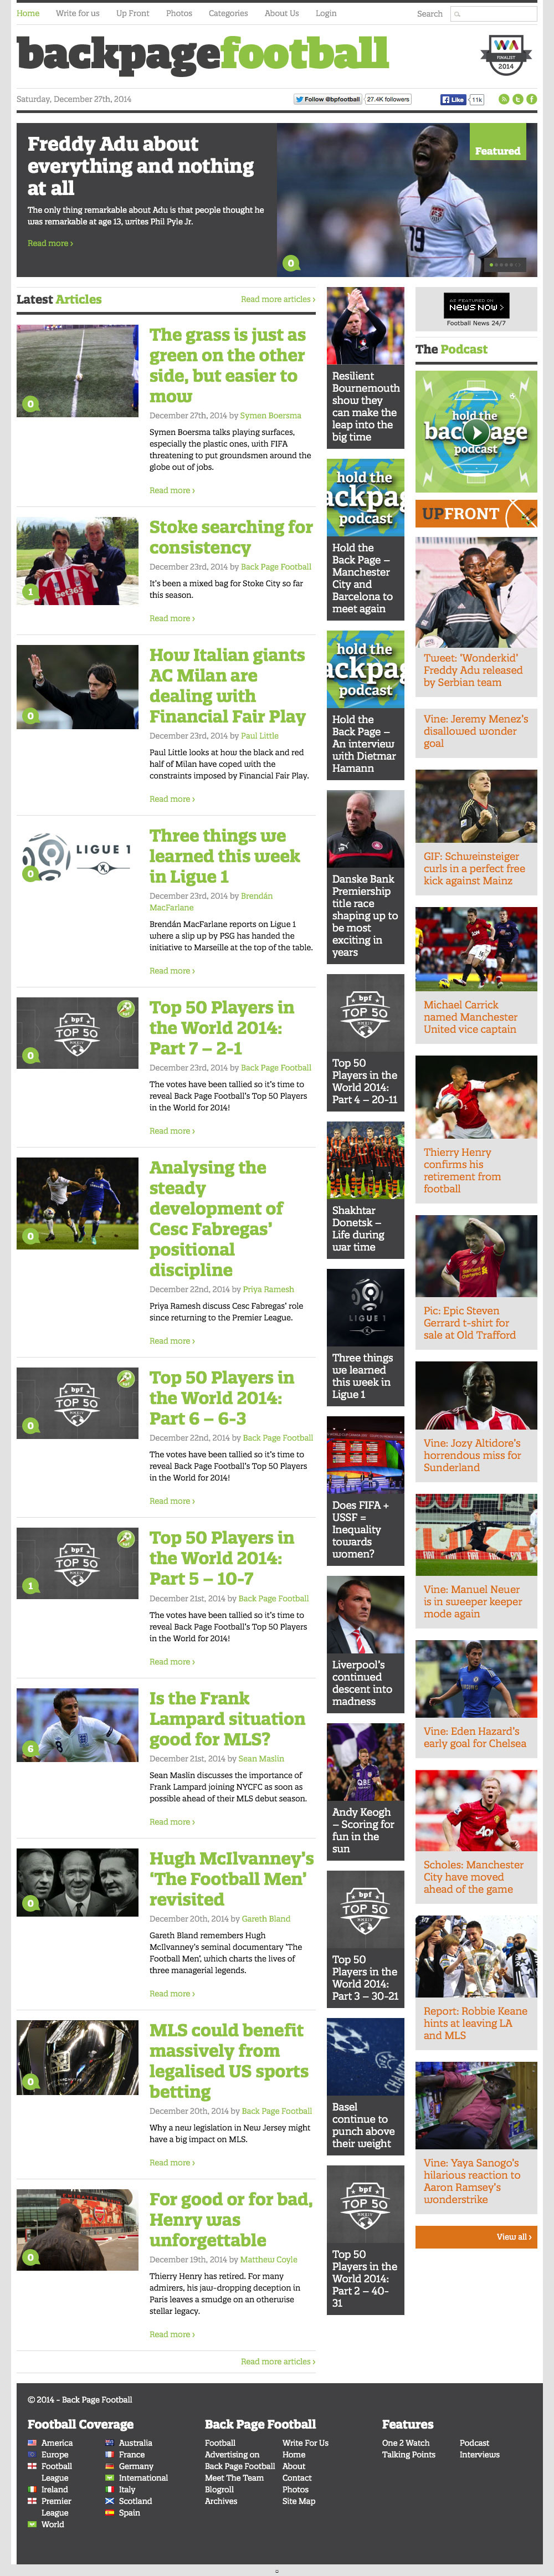 Home Write for us Up Front Photos Categories About Us Login Search
backpagefootball
WA
FINALIST
2014
Saturday, December 27th, 2014
Follow @bpfootball 27.4K followers
Like 11k
Freddy Adu about
everything and nothing
at all
The only thing remarkable about Adu is that people thought he
was remarkable at age 13, writes Phil Pyle Jr.
Read more ›
Featured
19
0
Latest Articles
Read more articles ›
0
The grass is just as
green on the other
side, but easier to
mow
December 27th, 2014 by Symen Boersma
Symen Boersma talks playing surfaces,
especially the plastic ones, with FIFA
threatening to put groundsmen around the
globe out of jobs.
Read more ›
bet365
1
Stoke searching for
consistency
December 23rd, 2014 by Back Page Football
It's been a mixed bag for Stoke City so far
this season.
Read more ›
0
How Italian giants
AC Milan are
dealing with
Financial Fair Play
December 23rd, 2014 by Paul Little
Paul Little looks at how the black and red
half of Milan have coped with the
constraints imposed by Financial Fair Play.
Read more ›
LIGUE 1
0
Three things we
learned this week
in Ligue 1
December 23rd, 2014 by Brendán
MacFarlane
Brendán MacFarlane reports on Ligue 1
where a slip up by PSG has handed the
initiative to Marseille at the top of the table.
Read more ›
bpf
TOP 50
MMXIV
0
Top 50 Players in
the World 2014:
Part 7 – 2-1
December 23rd, 2014 by Back Page Football
The votes have been tallied so it's time to
reveal Back Page Football's Top 50 Players
in the World for 2014!
Read more ›
0
Analysing the
steady
development of
Cesc Fabregas'
positional
discipline
December 22nd, 2014 by Priya Ramesh
Priya Ramesh discuss Cesc Fabregas' role
since returning to the Premier League.
Read more ›
bpf
TOP 50
MMXIV
0
Top 50 Players in
the World 2014:
Part 6 – 6-3
December 22nd, 2014 by Back Page Football
The votes have been tallied so it's time to
reveal Back Page Football's Top 50 Players
in the World for 2014!
Read more ›
bpf
TOP 50
MMXIV
1
Top 50 Players in
the World 2014:
Part 5 – 10-7
December 21st, 2014 by Back Page Football
The votes have been tallied so it's time to
reveal Back Page Football's Top 50 Players
in the World for 2014!
Read more ›
8
6
Is the Frank
Lampard situation
good for MLS?
December 21st, 2014 by Sean Maslin
Sean Maslin discusses the importance of
Frank Lampard joining NYCFC as soon as
possible ahead of their MLS debut season.
Read more ›
0
Hugh McIlvanney's
'The Football Men'
revisited
December 20th, 2014 by Gareth Bland
Gareth Bland remembers Hugh
McIlvanney's seminal documentary 'The
Football Men', which charts the lives of
three managerial legends.
Read more ›
0
MLS could benefit
massively from
legalised US sports
betting
December 20th, 2014 by Back Page Football
Why a new legislation in New Jersey might
have a big impact on MLS.
Read more ›
0
For good or for bad,
Henry was
unforgettable
December 19th, 2014 by Matthew Coyle
Thierry Henry has retired. For many
admirers, his jaw-dropping deception in
Paris leaves a smudge on an otherwise
stellar legacy.
Read more ›
Read more articles ›
Resilient
Bournemouth
show they
can make the
leap into the
big time
hold the
ackpag
podcast
Hold the
Back Page –
Manchester
City and
Barcelona to
meet again
hold the
ackpag
podcast
Hold the
Back Page –
An interview
with Dietmar
Hamann
Danske Bank
Premiership
title race
shaping up to
be most
exciting in
years
bpf
TOP 50
MMXIV
Top 50
Players in the
World 2014:
Part 4 – 20-11
Shakhtar
Donetsk –
Life during
war time
LIGUE 1
Three things
we learned
this week in
Ligue 1
Does FIFA +
USSF =
Inequality
towards
women?
Liverpool's
continued
descent into
madness
QBE
Andy Keogh
– Scoring for
fun in the
sun
bpf
TOP 50
MMXIV
Top 50
Players in the
World 2014:
Part 3 – 30-21
CHAM
Basel
continue to
punch above
their weight
bpf
TOP 50
MMXIV
Top 50
Players in the
World 2014:
Part 2 – 40-
31
AS FEATURED ON
NEWS NOW
Football News 24/7
The Podcast
hold the
backpage
podcast
UPFRONT
Tweet: 'Wonderkid'
Freddy Adu released
by Serbian team
Vine: Jeremy Menez's
disallowed wonder
goal
GIF: Schweinsteiger
curls in a perfect free
kick against Mainz
Michael Carrick
named Manchester
United vice captain
Thierry Henry
confirms his
retirement from
football
Pic: Epic Steven
Gerrard t-shirt for
sale at Old Trafford
Vine: Jozy Altidore's
horrendous miss for
Sunderland
Vine: Manuel Neuer
is in sweeper keeper
mode again
Vine: Eden Hazard's
early goal for Chelsea
Scholes: Manchester
City have moved
ahead of the game
Report: Robbie Keane
hints at leaving LA
and MLS
Vine: Yaya Sanogo's
hilarious reaction to
Aaron Ramsey's
wonderstrike
View all ›
© 2014 - Back Page Football
Football Coverage
America
Europe
Football
League
Ireland
Premier
League
World
Australia
France
Germany
International
Italy
Scotland
Spain
Back Page Football
Football
Advertising on
Back Page Football
Meet The Team
Blogroll
Archives
Write For Us
Home
About
Contact
Photos
Site Map
Features
One 2 Watch
Talking Points
Podcast
Interviews